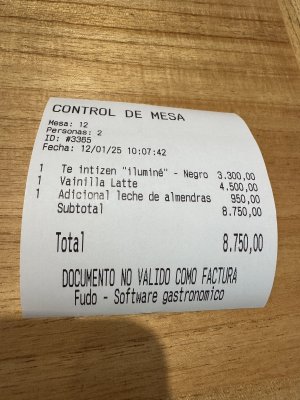 CONTROL DE MESA
Mesa: 12
Personas: 2
ID: #3365
Fecha: 12/01/25 10:07:42
1 Te intizen "iluminé" - Negro 3.300,00
1 Vainilla Latte 4.500,00
1 Adicional leche de almendras 950,00
Subtotal 8.750,00
Total 8.750,00
DOCUMENTO NO VALIDO COMO FACTURA
Fudo - Software gastronomico